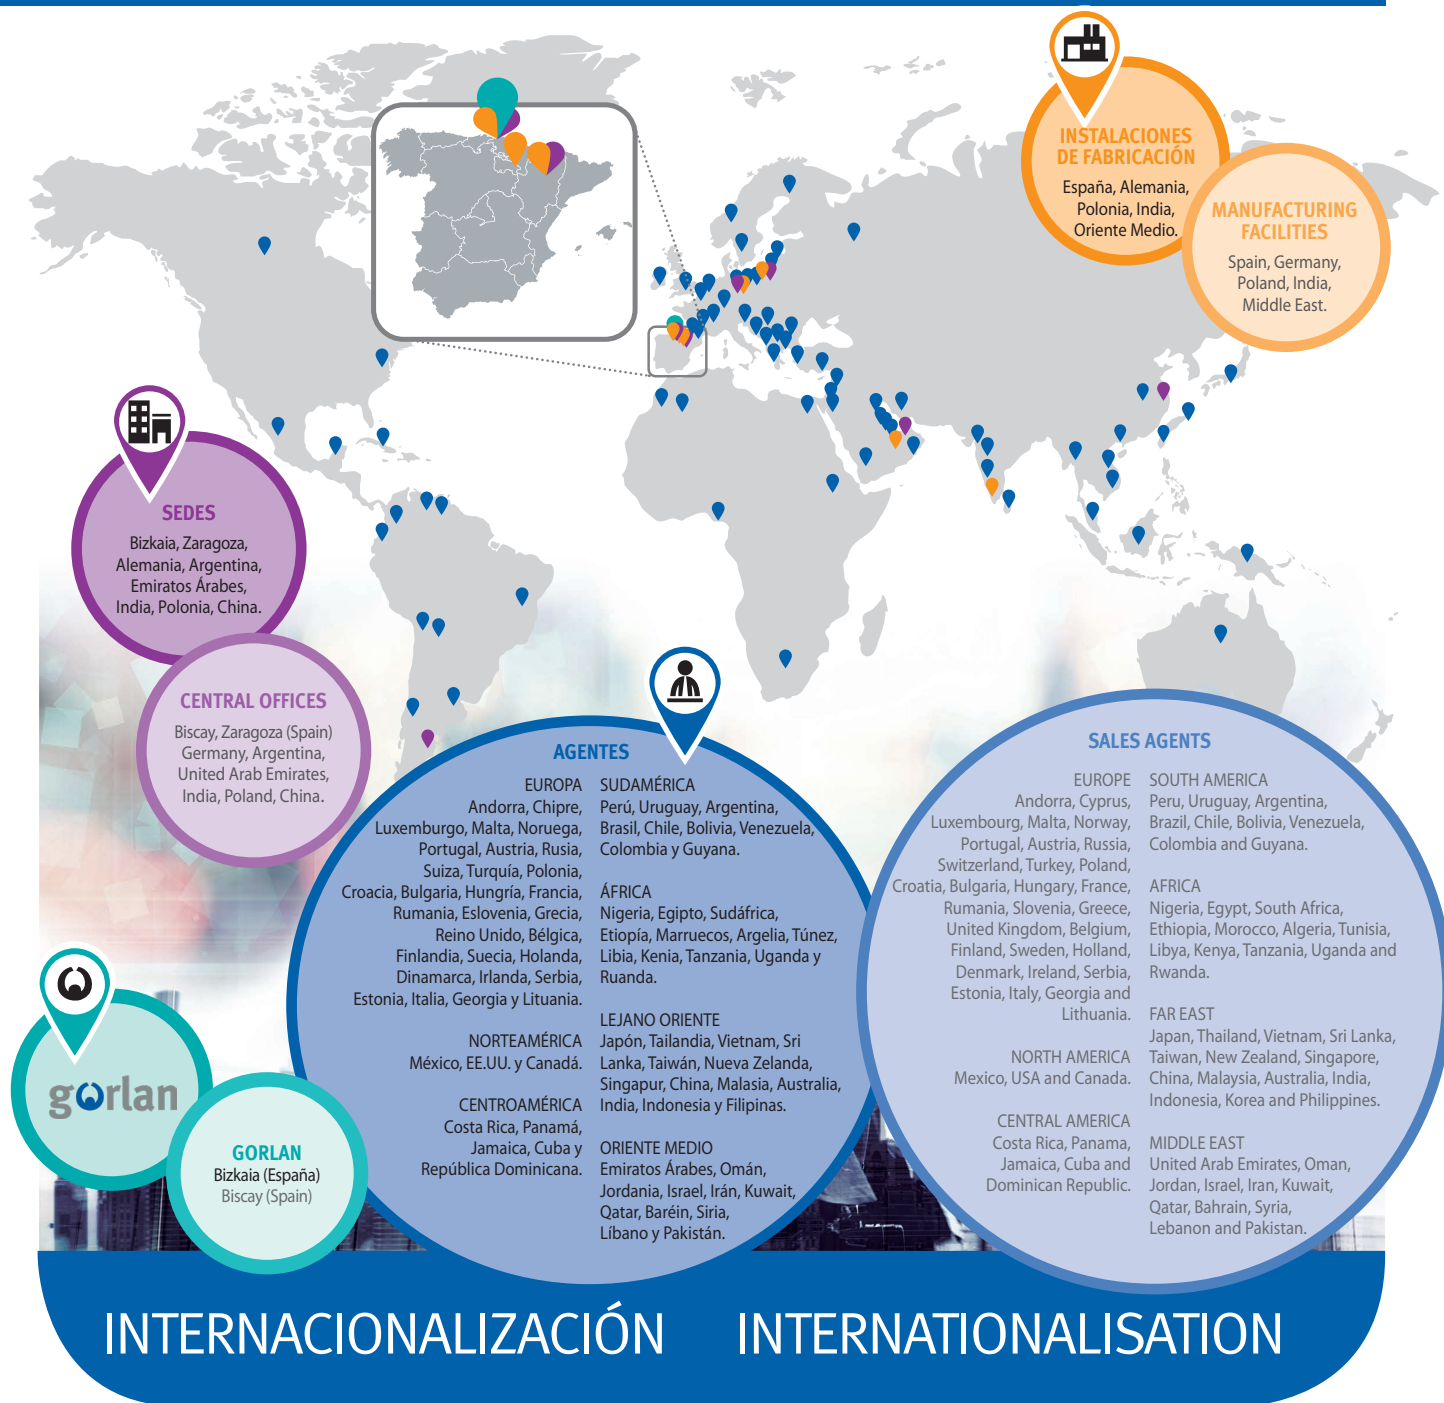 INSTALACIONES
DE FABRICACIÓN
España, Alemania,
Polonia, India,
Oriente Medio.
MANUFACTURING
FACILITIES
Spain, Germany,
Poland, India,
Middle East.
SEDES
Bizkaia, Zaragoza,
Alemania, Argentina,
Emiratos Árabes,
India, Polonia, China.
CENTRAL OFFICES
Biscay, Zaragoza (Spain)
Germany, Argentina,
United Arab Emirates,
India, Poland, China.
gorlan
GORLAN
Bizkaia (España)
Biscay (Spain)
AGENTES
EUROPA
Andorra, Chipre,
Luxemburgo, Malta, Noruega,
Portugal, Austria, Rusia,
Suiza, Turquía, Polonia,
Croacia, Bulgaria, Hungría, Francia,
Rumania, Eslovenia, Grecia,
Reino Unido, Bélgica,
Finlandia, Suecia, Holanda,
Dinamarca, Irlanda, Serbia,
Estonia, Italia, Georgia y Lituania.
NORTEAMÉRICA
México, EE.UU. y Canadá.
CENTROAMÉRICA
Costa Rica, Panamá,
Jamaica, Cuba y
República Dominicana.
SUDAMÉRICA
Perú, Uruguay, Argentina,
Brasil, Chile, Bolivia, Venezuela,
Colombia y Guyana.
ÁFRICA
Nigeria, Egipto, Sudáfrica,
Etiopía, Marruecos, Argelia, Túnez,
Libia, Kenia, Tanzania, Uganda y
Ruanda.
LEJANO ORIENTE
Japón, Tailandia, Vietnam, Sri
Lanka, Taiwán, Nueva Zelanda,
Singapur, China, Malasia, Australia,
India, Indonesia y Filipinas.
ORIENTE MEDIO
Emiratos Árabes, Omán,
Jordania, Israel, Irán, Kuwait,
Qatar, Baréin, Siria,
Líbano y Pakistán.
SALES AGENTS
EUROPE
Andorra, Cyprus,
Luxembourg, Malta, Norway,
Portugal, Austria, Russia,
Switzerland, Turkey, Poland,
Croatia, Bulgaria, Hungary, France,
Rumania, Slovenia, Greece,
United Kingdom, Belgium,
Finland, Sweden, Holland,
Denmark, Ireland, Serbia,
Estonia, Italy, Georgia and
Lithuania.
NORTH AMERICA
Mexico, USA and Canada.
CENTRAL AMERICA
Costa Rica, Panama,
Jamaica, Cuba and
Dominican Republic.
SOUTH AMERICA
Peru, Uruguay, Argentina,
Brazil, Chile, Bolivia, Venezuela,
Colombia and Guyana.
AFRICA
Nigeria, Egypt, South Africa,
Ethiopia, Morocco, Algeria, Tunisia,
Libya, Kenya, Tanzania, Uganda and
Rwanda.
FAR EAST
Japan, Thailand, Vietnam, Sri Lanka,
Taiwan, New Zealand, Singapore,
China, Malaysia, Australia, India,
Indonesia, Korea and Philippines.
MIDDLE EAST
United Arab Emirates, Oman,
Jordan, Israel, Iran, Kuwait,
Qatar, Bahrain, Syria,
Lebanon and Pakistan.
INTERNACIONALIZACIÓN
INTERNATIONALISATION